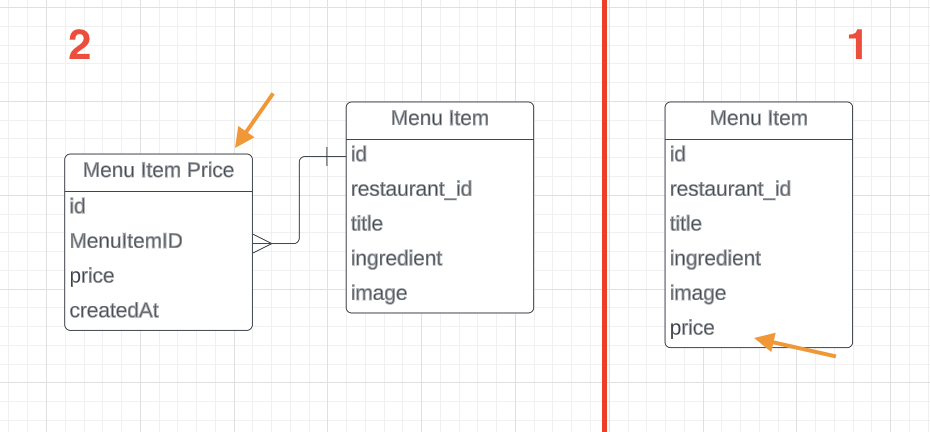 2
Menu Item Price
id
MenuItemID
price
createdAt
Menu Item
id
restaurant_id
title
ingredient
image
1
Menu Item
id
restaurant_id
title
ingredient
image
price